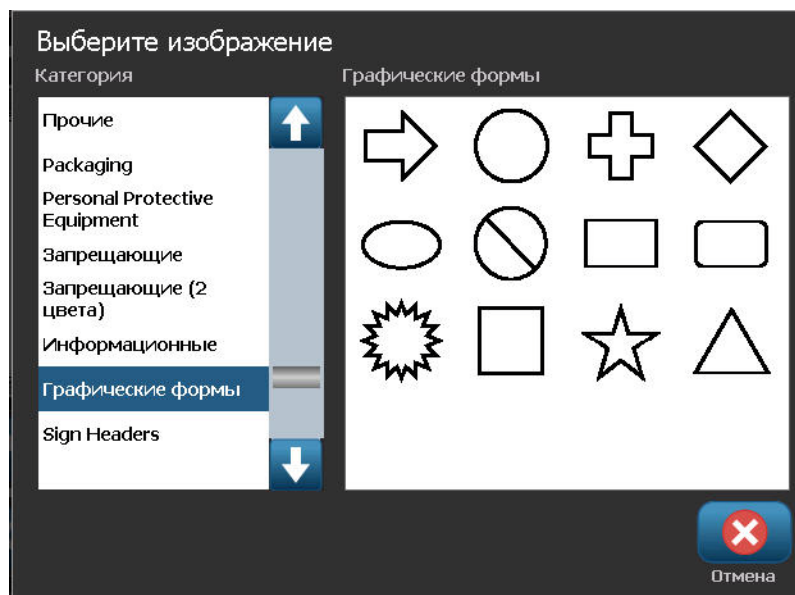 Выберите изображение
Категория
Графические формы
Прочие
Packaging
Personal Protective
Equipment
Запрещающие
Запрещающие (2
цвета)
Информационные
Графические формы
Sign Headers
Отмена